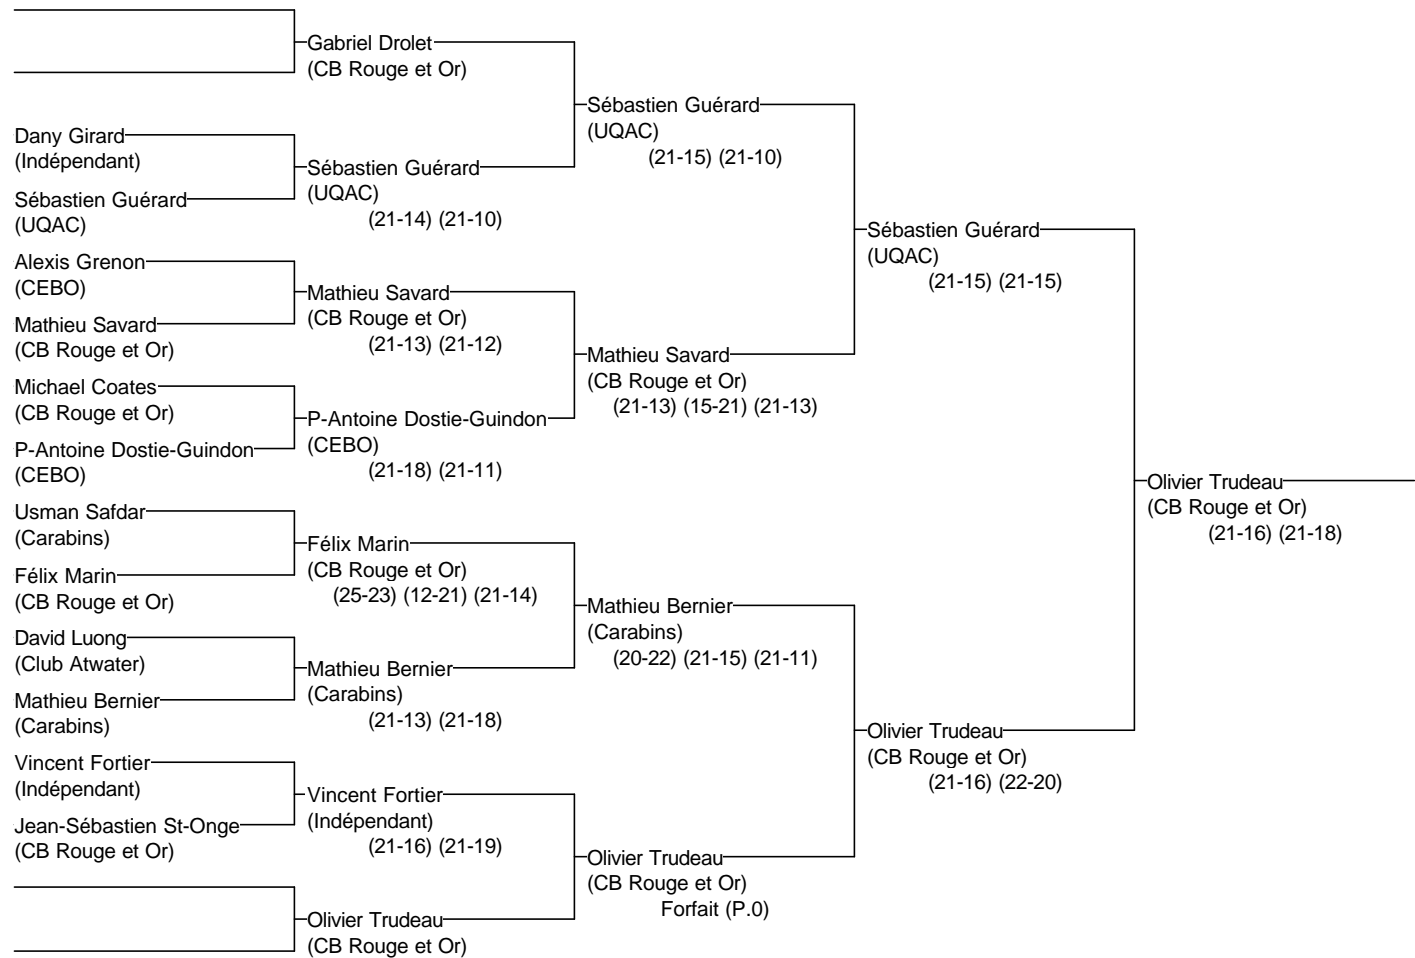 Gabriel Drolet
(CB Rouge et Or)
Sébastien Guérard
(UQAC)
(21-15) (21-10)
Dany Girard
(Indépendant)
Sébastien Guérard
(UQAC)
(21-14) (21-10)
Sébastien Guérard
(UQAC)
Sébastien Guérard
(UQAC)
(21-15) (21-15)
Alexis Grenon
(CEBO)
Mathieu Savard
(CB Rouge et Or)
(21-13) (21-12)
Mathieu Savard
(CB Rouge et Or)
Mathieu Savard
(CB Rouge et Or)
(21-13) (15-21) (21-13)
Michael Coates
(CB Rouge et Or)
P-Antoine Dostie-Guindon
(CEBO)
(21-18) (21-11)
P-Antoine Dostie-Guindon
(CEBO)
Olivier Trudeau
(CB Rouge et Or)
(21-16) (21-18)
Usman Safdar
(Carabins)
Félix Marin
(CB Rouge et Or)
(25-23) (12-21) (21-14)
Félix Marin
(CB Rouge et Or)
Mathieu Bernier
(Carabins)
(20-22) (21-15) (21-11)
David Luong
(Club Atwater)
Mathieu Bernier
(Carabins)
(21-13) (21-18)
Mathieu Bernier
(Carabins)
Olivier Trudeau
(CB Rouge et Or)
(21-16) (22-20)
Vincent Fortier
(Indépendant)
Vincent Fortier
(Indépendant)
(21-16) (21-19)
Jean-Sébastien St-Onge
(CB Rouge et Or)
Olivier Trudeau
(CB Rouge et Or)
Forfait (P.0)
Olivier Trudeau
(CB Rouge et Or)